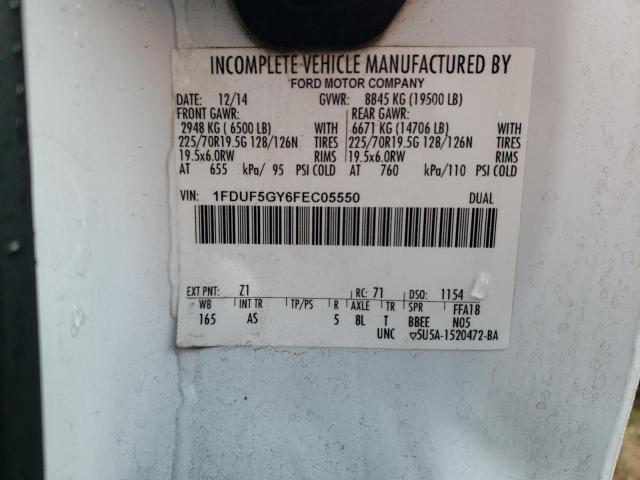 INCOMPLETE VEHICLE MANUFACTURED BY
FORD MOTOR COMPANY
DATE: 12/14 GVWR: 8845 KG (19500 LB)
FRONT GAWR: REAR GAWR:
2948 KG ( 6500 LB) WITH 6671 KG (14706 LB) WITH
225/70R19.5G 128/126N TIRES 225/70R19.5G 128/126N TIRES
19.5x6.0RW RIMS 19.5x6.0RW RIMS
AT 655 kPa/ 95 PSI COLD AT 760 kPa/110 PSI COLD
VIN: 1FDUF5GY6FEC05550 DUAL
EXT PNT: Z1 RC: 71 DSO: 1154
WB INT TR TP/PS R AXLE TR SPR FFA18
165 AS 5 8L T BBEE N05
UNC ▽5U5A-1520472-BA